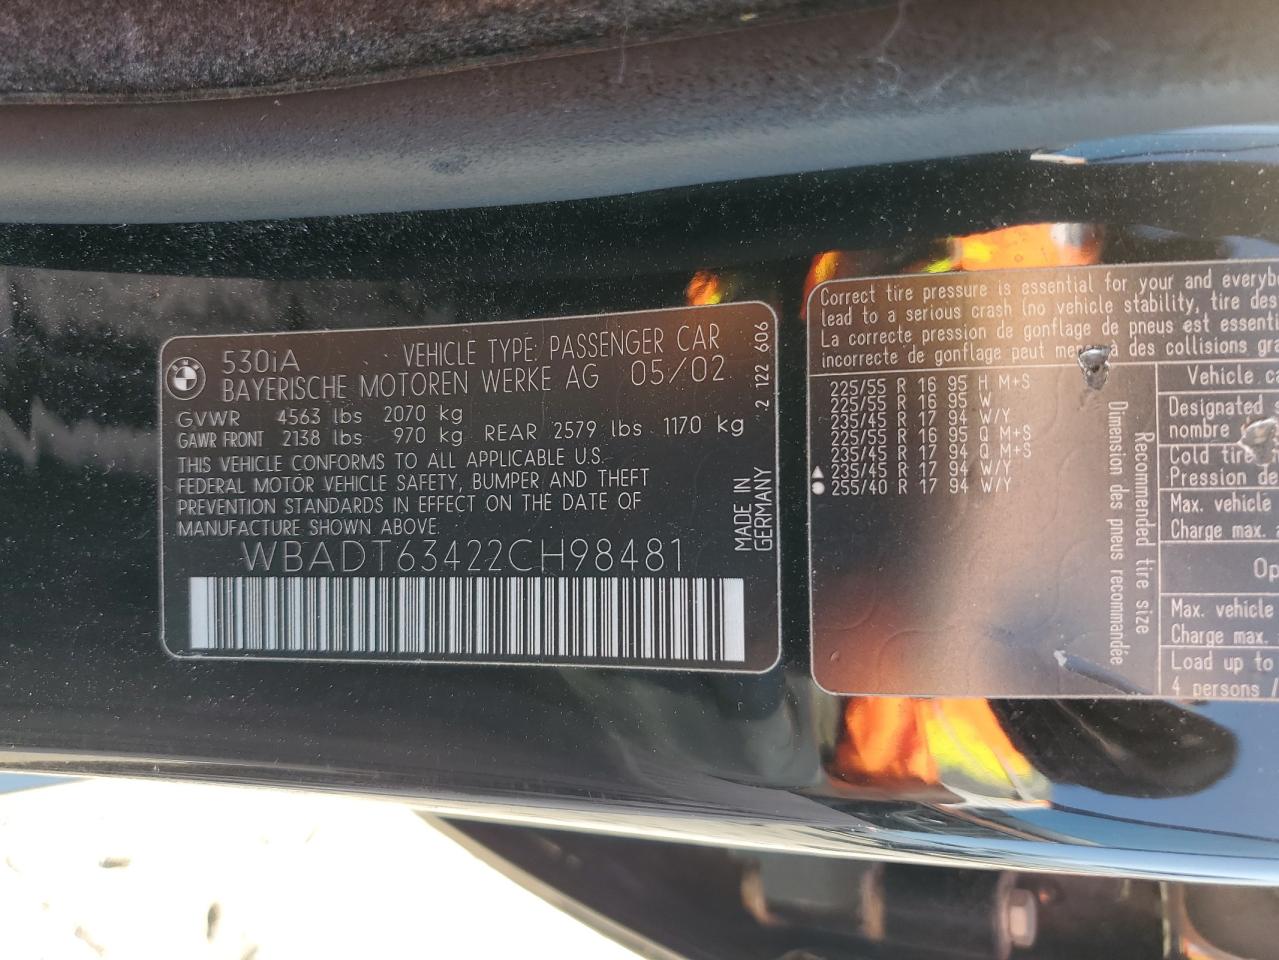 530iA VEHICLE TYPE: PASSENGER CAR
BAYERISCHE MOTOREN WERKE AG 05/02
GVWR 4563 lbs 2070 kg
GAWR FRONT 2138 lbs 970 kg REAR 2579 lbs 1170 kg
THIS VEHICLE CONFORMS TO ALL APPLICABLE U.S.
FEDERAL MOTOR VEHICLE SAFETY, BUMPER AND THEFT
PREVENTION STANDARDS IN EFFECT ON THE DATE OF
MANUFACTURE SHOWN ABOVE.
WBADT63422CH98481
2 122 606
MADE IN
GERMANY
Correct tire pressure is essential for your and everybo
lead to a serious crash (no vehicle stability, tire des
La correcte pression de gonflage de pneus est essenti
incorrecte de gonflage peut mener à des collisions gra
225/55 R 16 95 H M+S
225/55 R 16 95 W
235/45 R 17 94 W/Y
225/55 R 16 95 Q M+S
235/45 R 17 94 Q M+S
▲ 235/45 R 17 94 W/Y
● 255/40 R 17 94 W/Y
Recommended tire size
Dimension des pneus recommandée
Vehicle ca
Designated
nombre
Cold tire
Pression de
Max. vehicle
Charge max.
Op
Max. vehicle
Charge max.
Load up to
4 persons /